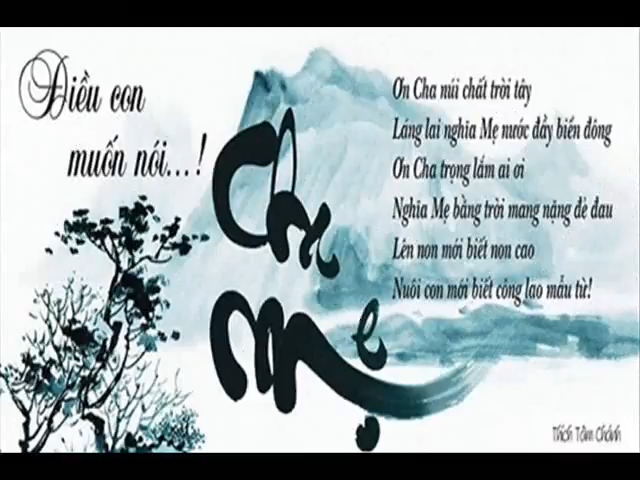 Điều con
muốn nói...!
Cha
Mẹ
Ơn Cha núi chất trời tây
Láng lai nghĩa Mẹ nước đầy biển đông
Ơn Cha trọng lắm ai ơi
Nghĩa Mẹ bằng trời mang nặng đẻ đau
Lên non mới biết non cao
Nuôi con mới biết công lao mẫu từ!
Thích Tâm Chánh